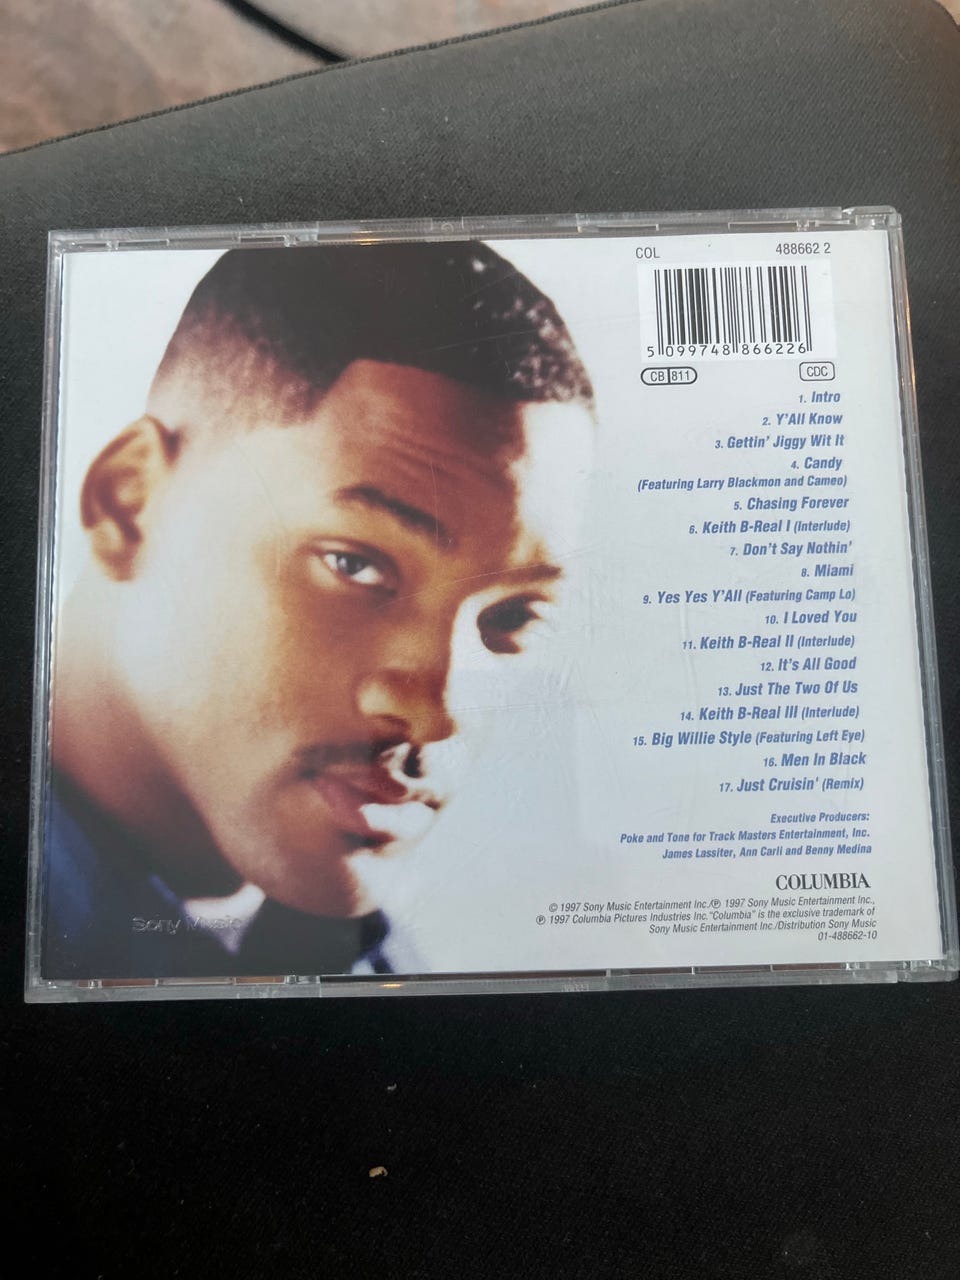 COL 488662 2
5 099748 866226
CB 811 CDC
1. Intro
2. Y'All Know
3. Gettin' Jiggy Wit It
4. Candy
(Featuring Larry Blackmon and Cameo)
5. Chasing Forever
6. Keith B-Real I (Interlude)
7. Don't Say Nothin'
8. Miami
9. Yes Yes Y'All (Featuring Camp Lo)
10. I Loved You
11. Keith B-Real II (Interlude)
12. It's All Good
13. Just The Two Of Us
14. Keith B-Real III (Interlude)
15. Big Willie Style (Featuring Left Eye)
16. Men In Black
17. Just Cruisin' (Remix)
Executive Producers:
Poke and Tone for Track Masters Entertainment, Inc.
James Lassiter, Ann Carli and Benny Medina
COLUMBIA
© 1997 Sony Music Entertainment Inc./℗ 1997 Sony Music Entertainment Inc.,
℗ 1997 Columbia Pictures Industries Inc. "Columbia" is the exclusive trademark of
Sony Music Entertainment Inc./Distribution Sony Music
01-488662-10
Sony Music